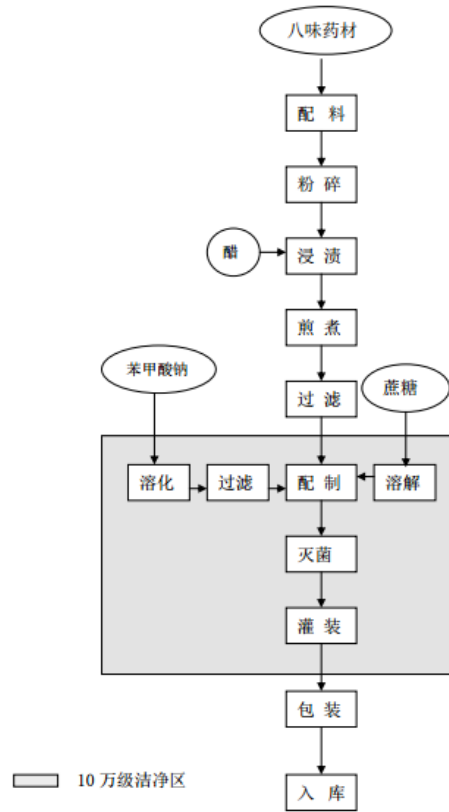 八味药材
配 料
粉 碎
醋
浸 渍
煎 煮
苯甲酸钠
过 滤
蔗糖
溶化
过滤
配 制
溶解
灭菌
灌 装
包 装
10 万级洁净区
入 库